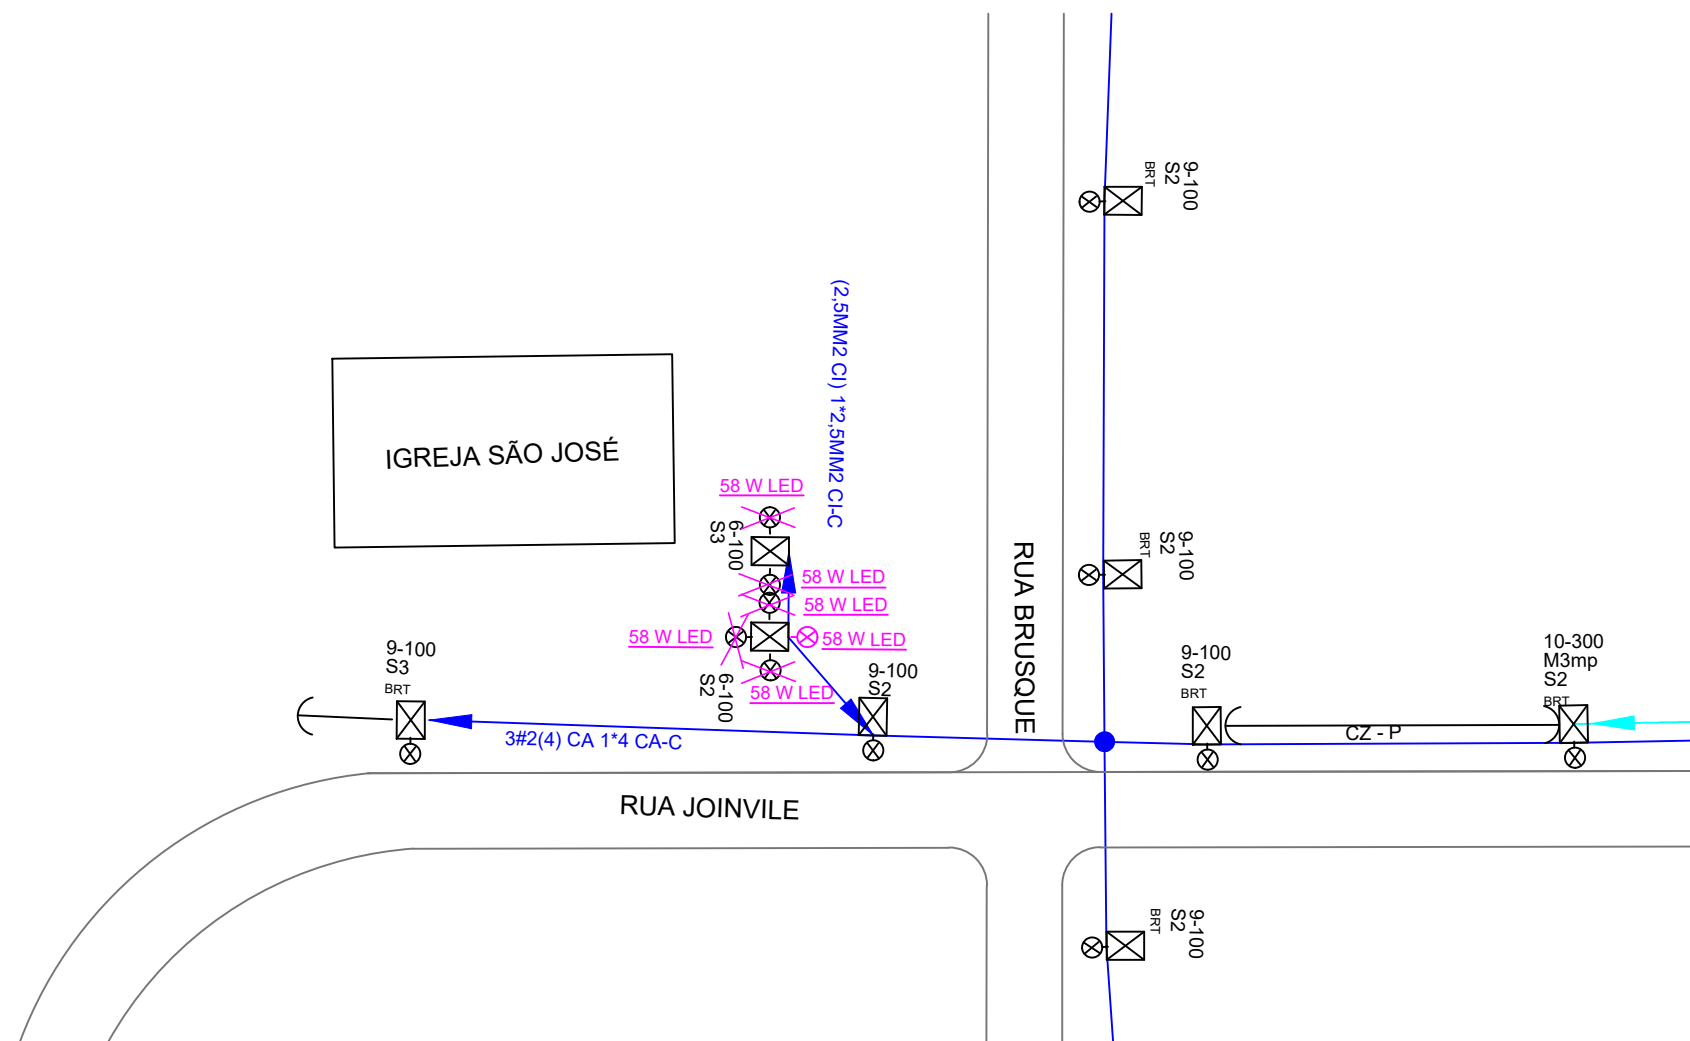 9-100
S2
BRT
(2,5MM2 CI) 1*2,5MM2 CI-C
IGREJA SÃO JOSÉ
58 W LED
6-100
S3
58 W LED
58 W LED
58 W LED
58 W LED
6-100
S2
58 W LED
9-100
S2
BRT
RUA BRUSQUE
9-100
S3
BRT
9-100
S2
9-100
S2
BRT
10-300
M3mp
S2
BRT
3#2(4) CA 1*4 CA-C
CZ - P
RUA JOINVILE
9-100
S2
BRT